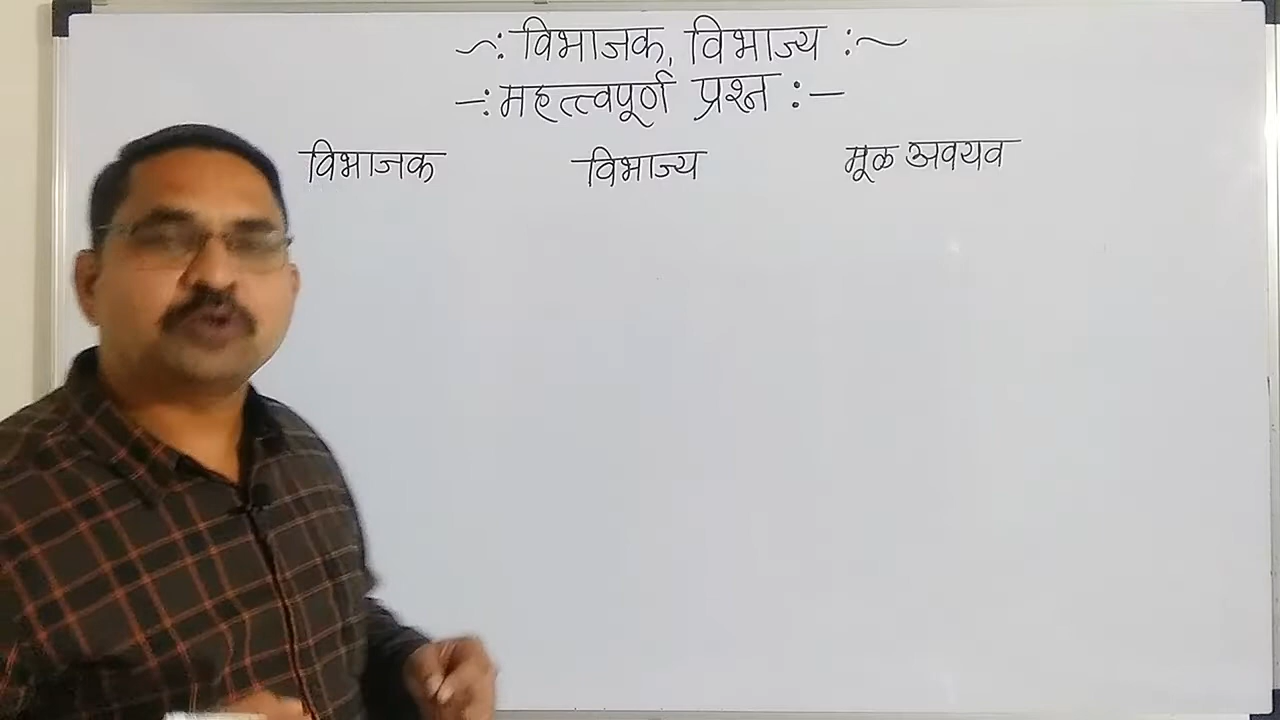 ~: विभाजक, विभाज्य :~
-: महत्त्वपूर्ण प्रश्न :-
विभाजक विभाज्य मूळ अवयव